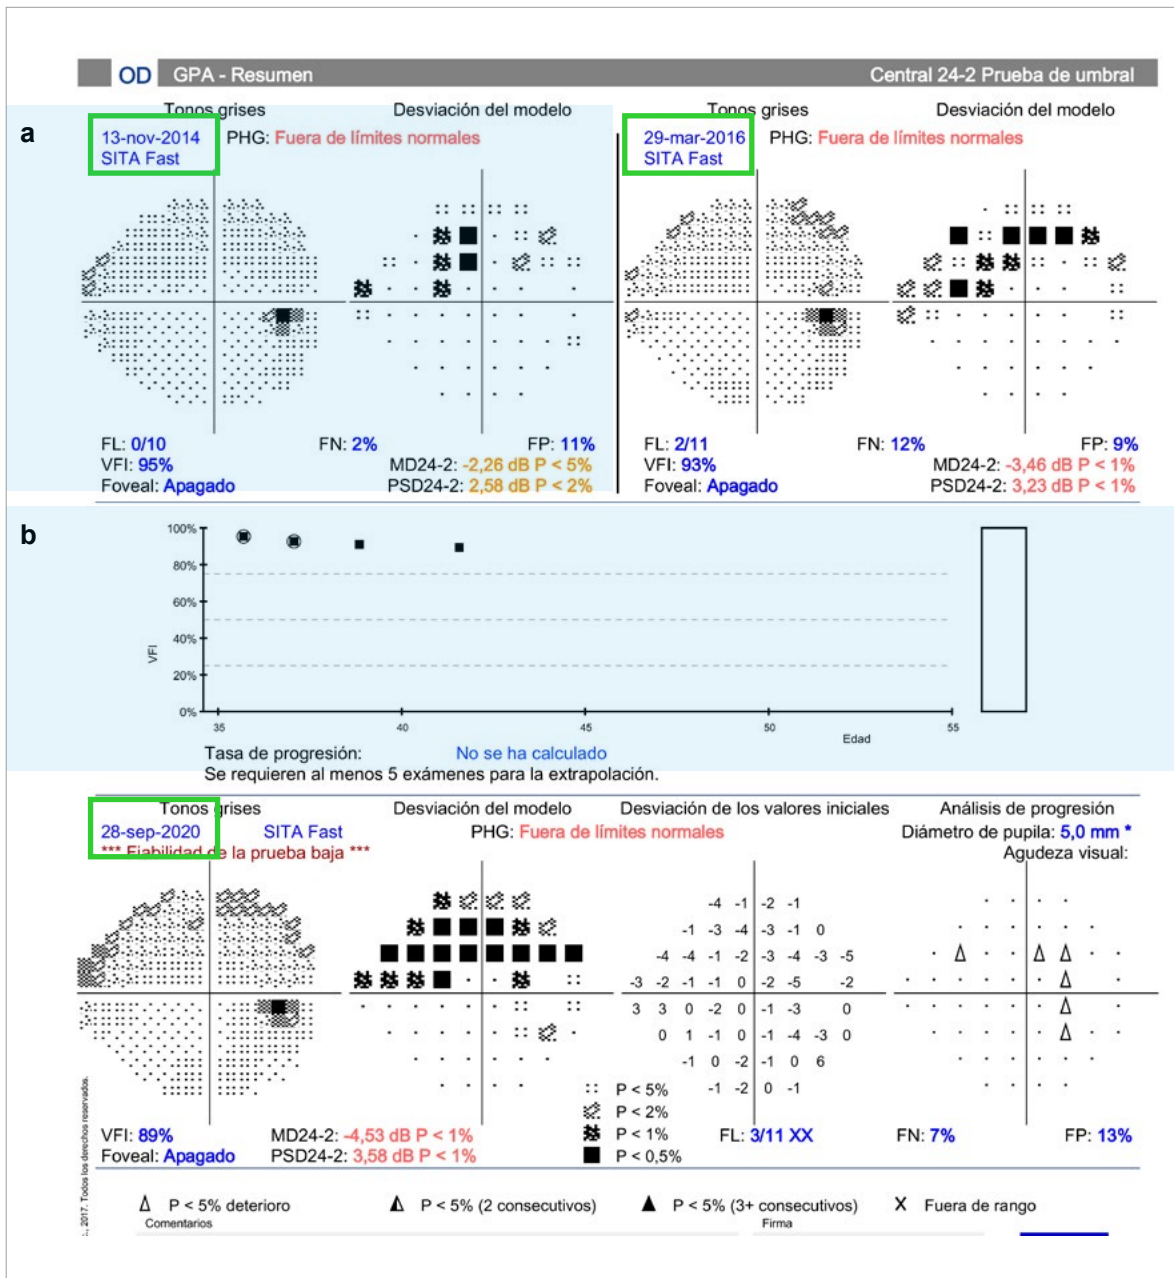 OD GPA - Resumen Central 24-2 Prueba de umbral
a
Tonos grises Desviación del modelo Tonos grises Desviación del modelo
13-nov-2014 PHG: Fuera de límites normales 29-mar-2016 PHG: Fuera de límites normales
SITA Fast SITA Fast
FL: 0/10 FN: 2% FP: 11% FL: 2/11 FN: 12% FP: 9%
VFI: 95% MD24-2: -2,26 dB P < 5% VFI: 93% MD24-2: -3,46 dB P < 1%
Foveal: Apagado PSD24-2: 2,58 dB P < 2% Foveal: Apagado PSD24-2: 3,23 dB P < 1%
b
100%
80%
60%
40%
20%
0%
VFI
35 40 45 50 55
Edad
Tasa de progresión: No se ha calculado
Se requieren al menos 5 exámenes para la extrapolación.
Tonos grises Desviación del modelo Desviación de los valores iniciales Análisis de progresión
28-sep-2020 SITA Fast PHG: Fuera de límites normales Diámetro de pupila: 5,0 mm *
*** Fiabilidad de la prueba baja *** Agudeza visual:
-4 -1 -2 -1
-1 -3 -4 -3 -1 0
-4 -4 -1 -2 -3 -4 -3 -5
-3 -2 -1 -1 0 -2 -5 -2
3 3 0 -2 0 -1 -3 0
0 1 -1 0 -1 -4 -3 0
-1 0 -2 -1 0 6
-1 -2 0 -1
P < 5%
P < 2%
P < 1%
P < 0,5%
VFI: 89% MD24-2: -4,53 dB P < 1% FL: 3/11 XX FN: 7% FP: 13%
Foveal: Apagado PSD24-2: 3,58 dB P < 1%
c., 2017. Todos los derechos reservados.
P < 5% deterioro P < 5% (2 consecutivos) P < 5% (3+ consecutivos) X Fuera de rango
Comentarios Firma